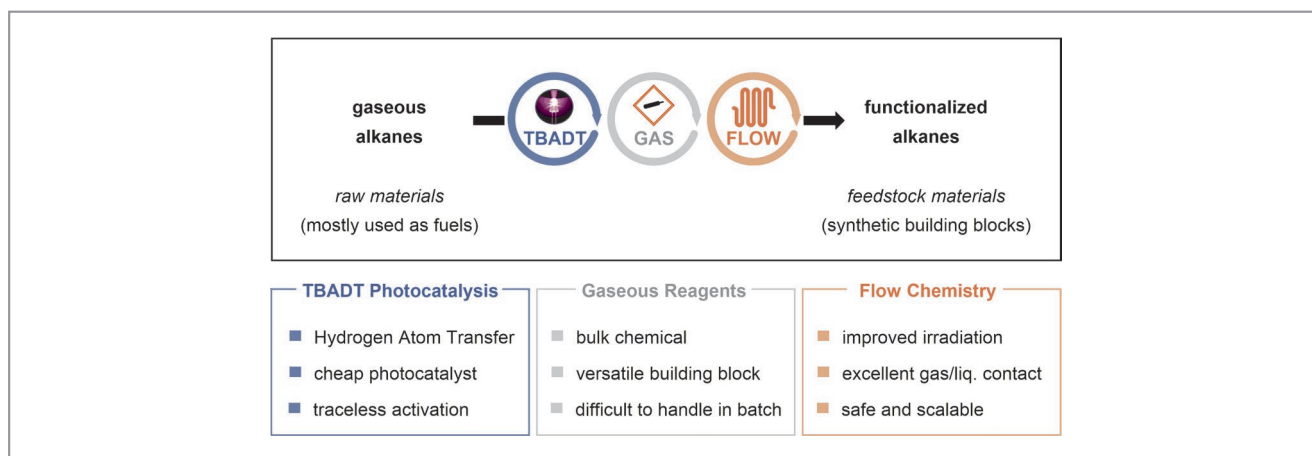 gaseous
alkanes
TBADT
GAS
FLOW
functionalized
alkanes
raw materials
(mostly used as fuels)
feedstock materials
(synthetic building blocks)
TBADT Photocatalysis
Hydrogen Atom Transfer
cheap photocatalyst
traceless activation
Gaseous Reagents
bulk chemical
versatile building block
difficult to handle in batch
Flow Chemistry
improved irradiation
excellent gas/liq. contact
safe and scalable